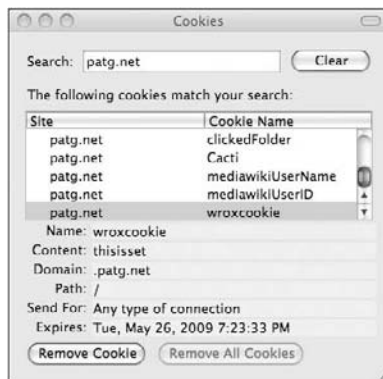 Cookies
Search: patg.net Clear
The following cookies match your search:
Site Cookie Name
patg.net clickedFolder
patg.net Cacti
patg.net mediawikiUserName
patg.net mediawikiUserID
patg.net wroxcookie
Name: wroxcookie
Content: thisisset
Domain: .patg.net
Path: /
Send For: Any type of connection
Expires: Tue, May 26, 2009 7:23:33 PM
Remove Cookie Remove All Cookies